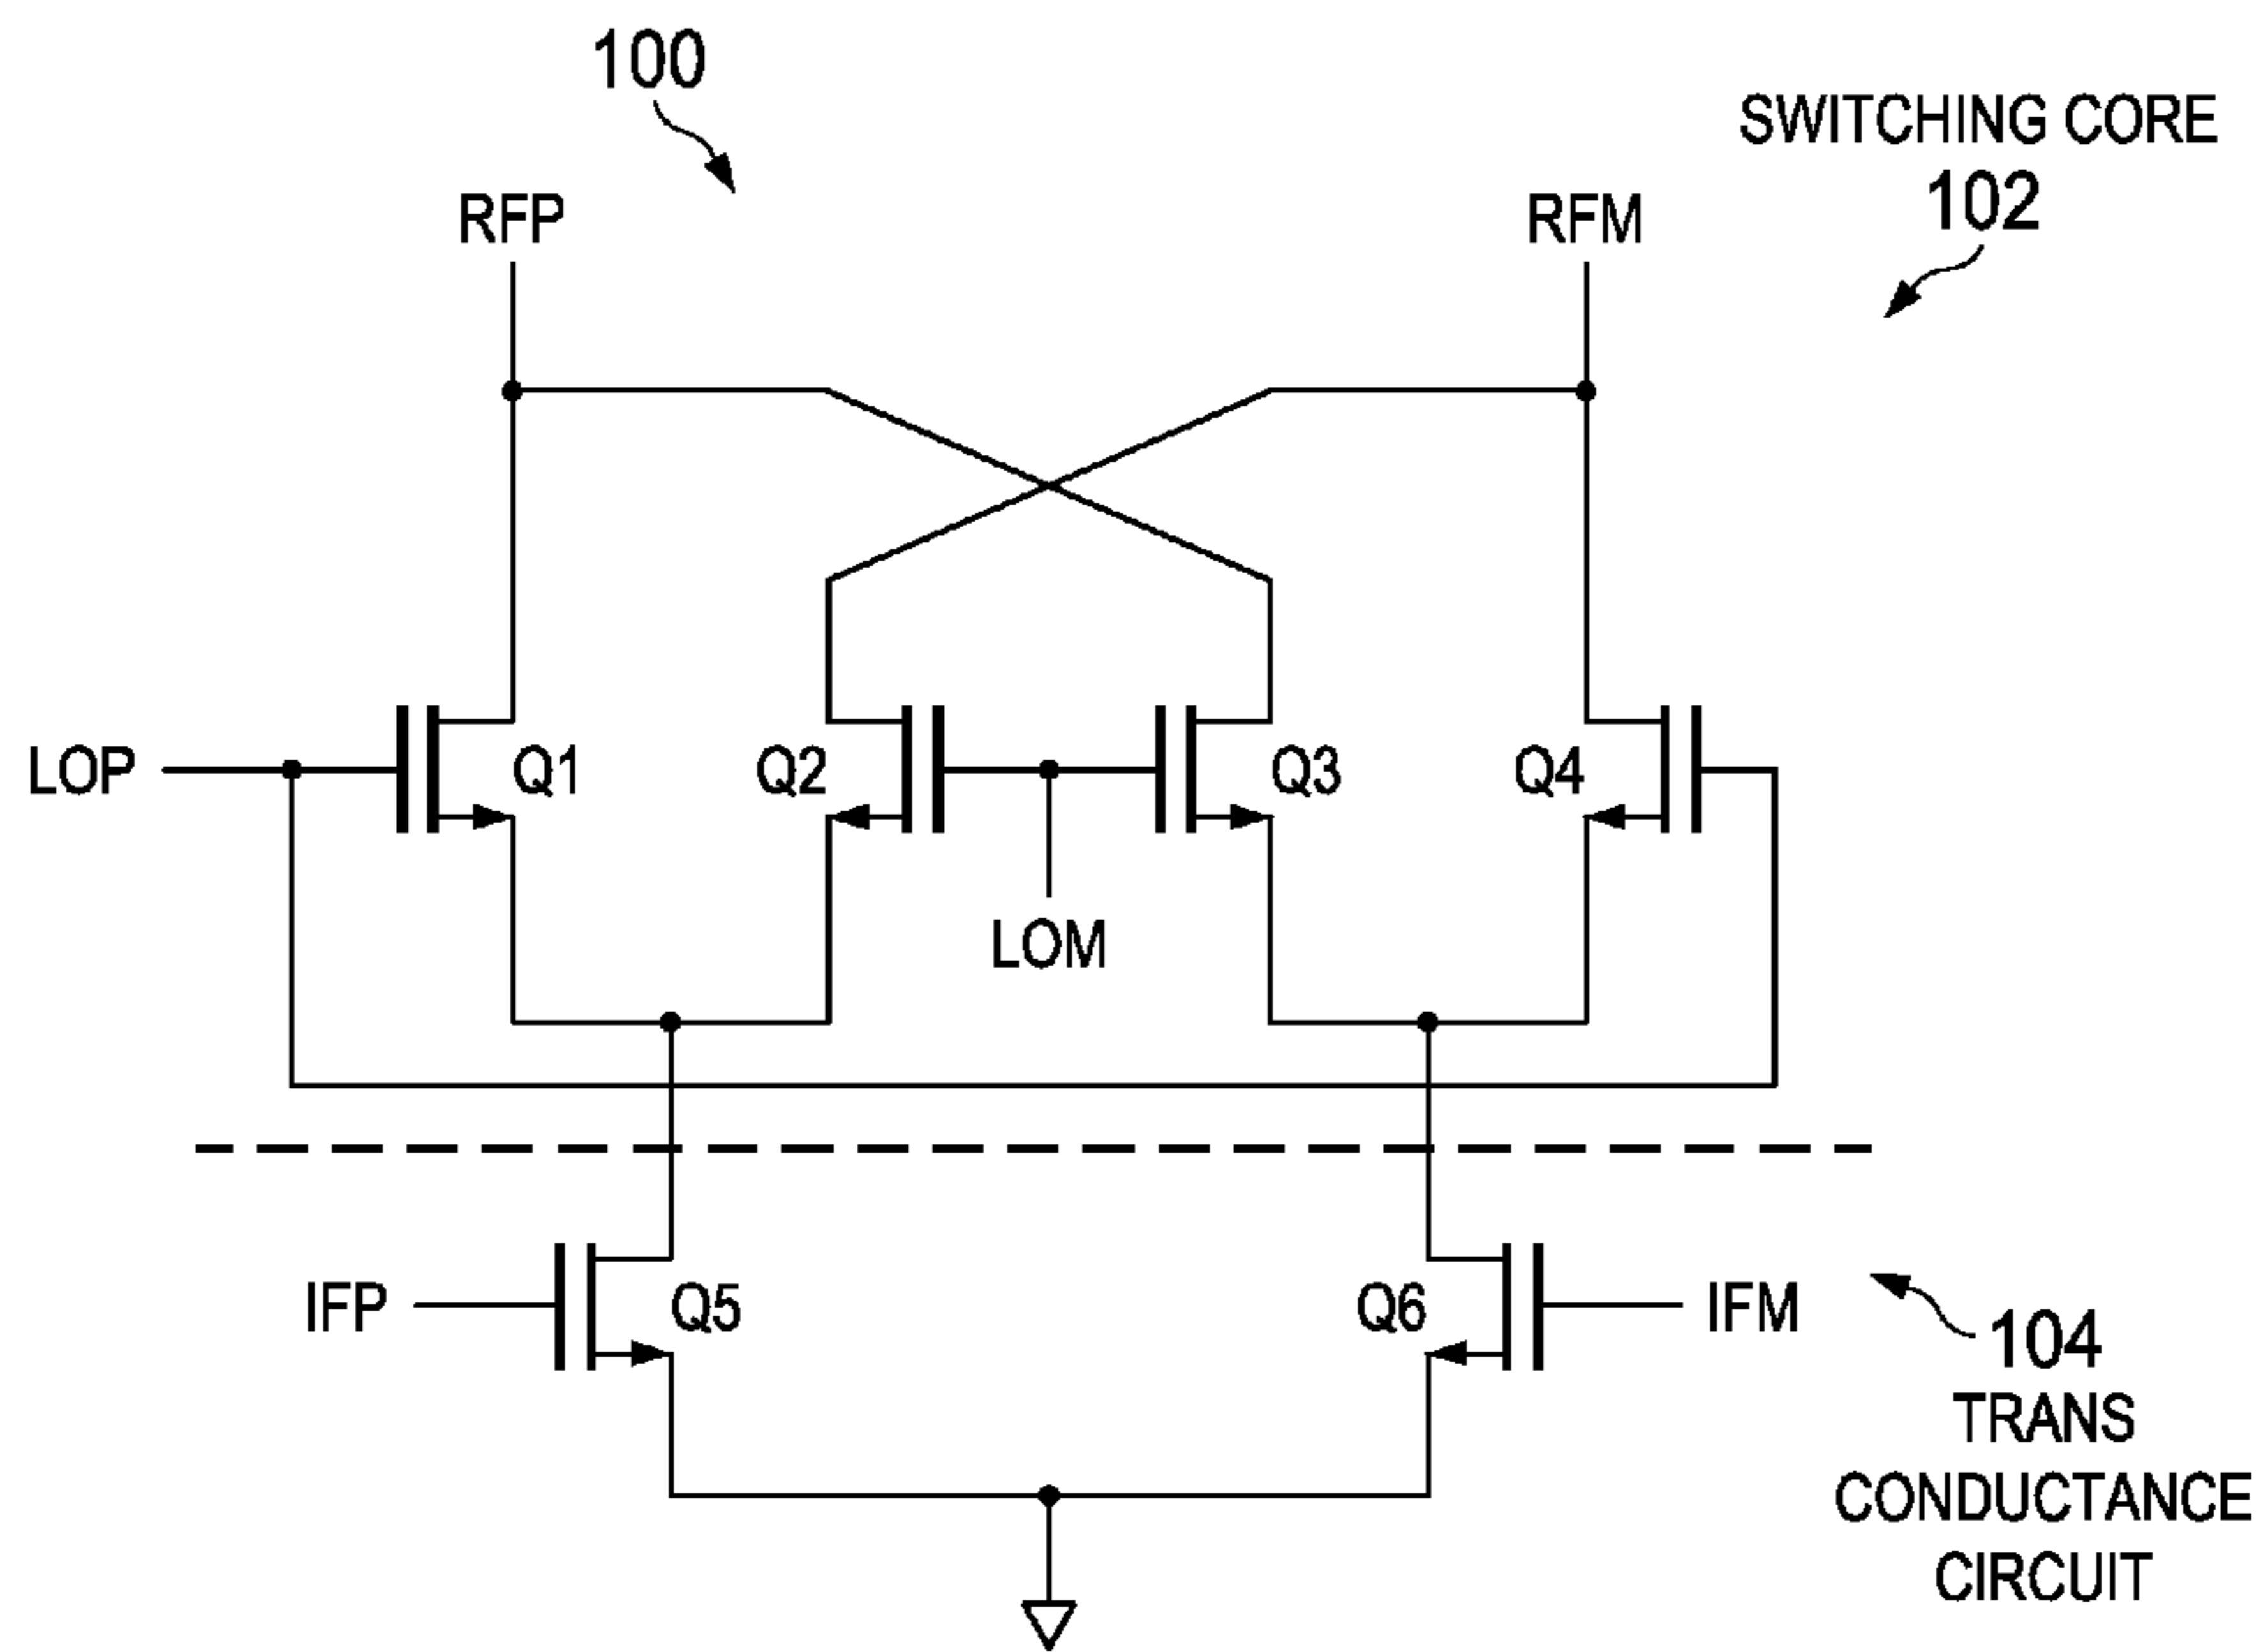 100
SWITCHING CORE
102
RFP
RFM
LOP
Q1
Q2
Q3
Q4
LOM
IFP
Q5
Q6
IFM
104
TRANS
CONDUCTANCE
CIRCUIT